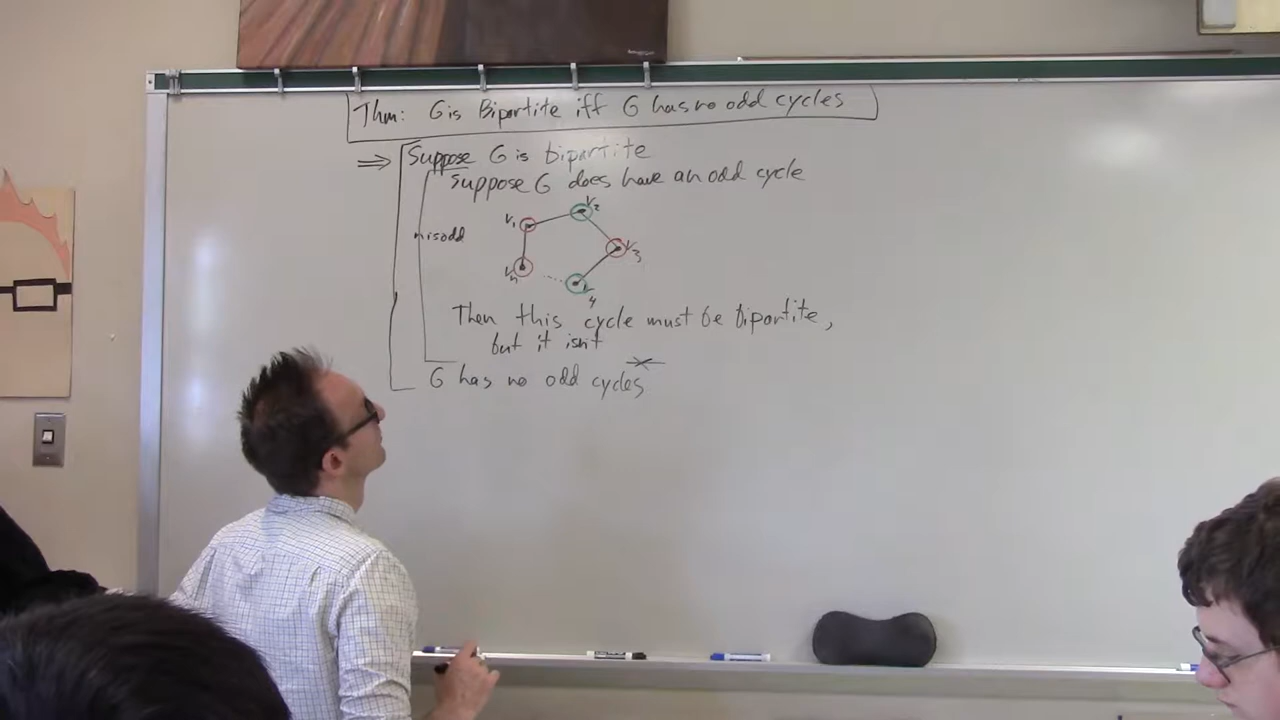 Thm: G is Bipartite iff G has no odd cycles
⇒ Suppose G is bipartite
Suppose G does have an odd cycle
n is odd
V1
V2
V3
V4
Vn
Then this cycle must be bipartite,
but it isnt
G has no odd cycles